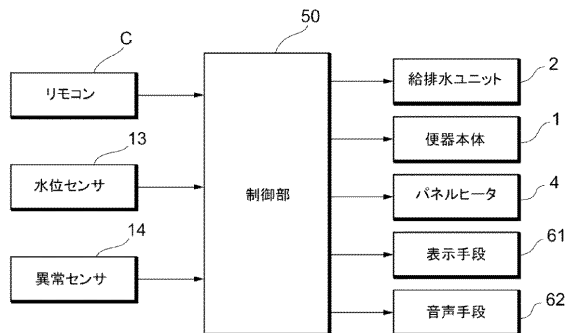 50
C
リモコン
13
水位センサ
14
異常センサ
制御部
2
給排水ユニット
1
便器本体
4
パネルヒータ
61
表示手段
62
音声手段